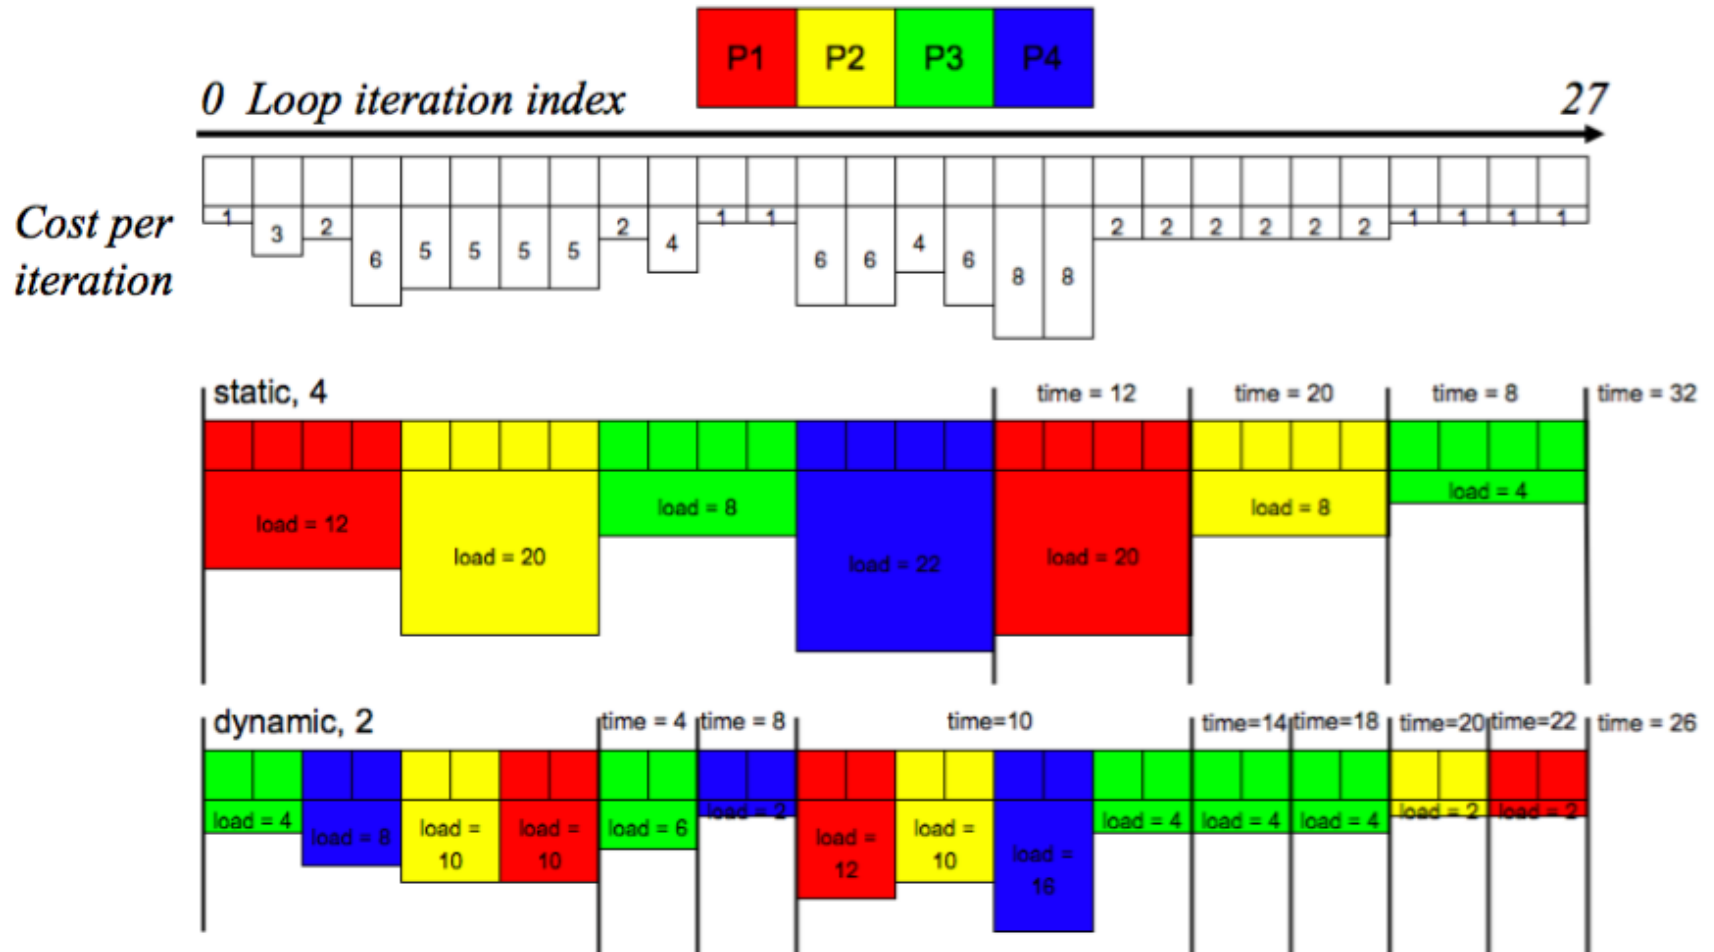 P1 P2 P3 P4
0 Loop iteration index 27
Cost per
iteration
1 3 2 6 5 5 5 5 2 4 1 1 6 6 4 6 8 8 2 2 2 2 2 2 1 1 1 1
static, 4 time = 12 time = 20 time = 8 time = 32
load = 12 load = 20 load = 8 load = 22 load = 20 load = 8 load = 4
dynamic, 2 time = 4 time = 8 time=10 time=14 time=18 time=20 time=22 time = 26
load = 4 load = 8 load = 10 load = 10 load = 6 load = 2 load = 12 load = 10 load = 16 load = 4 load = 4 load = 4 load = 2 load = 2